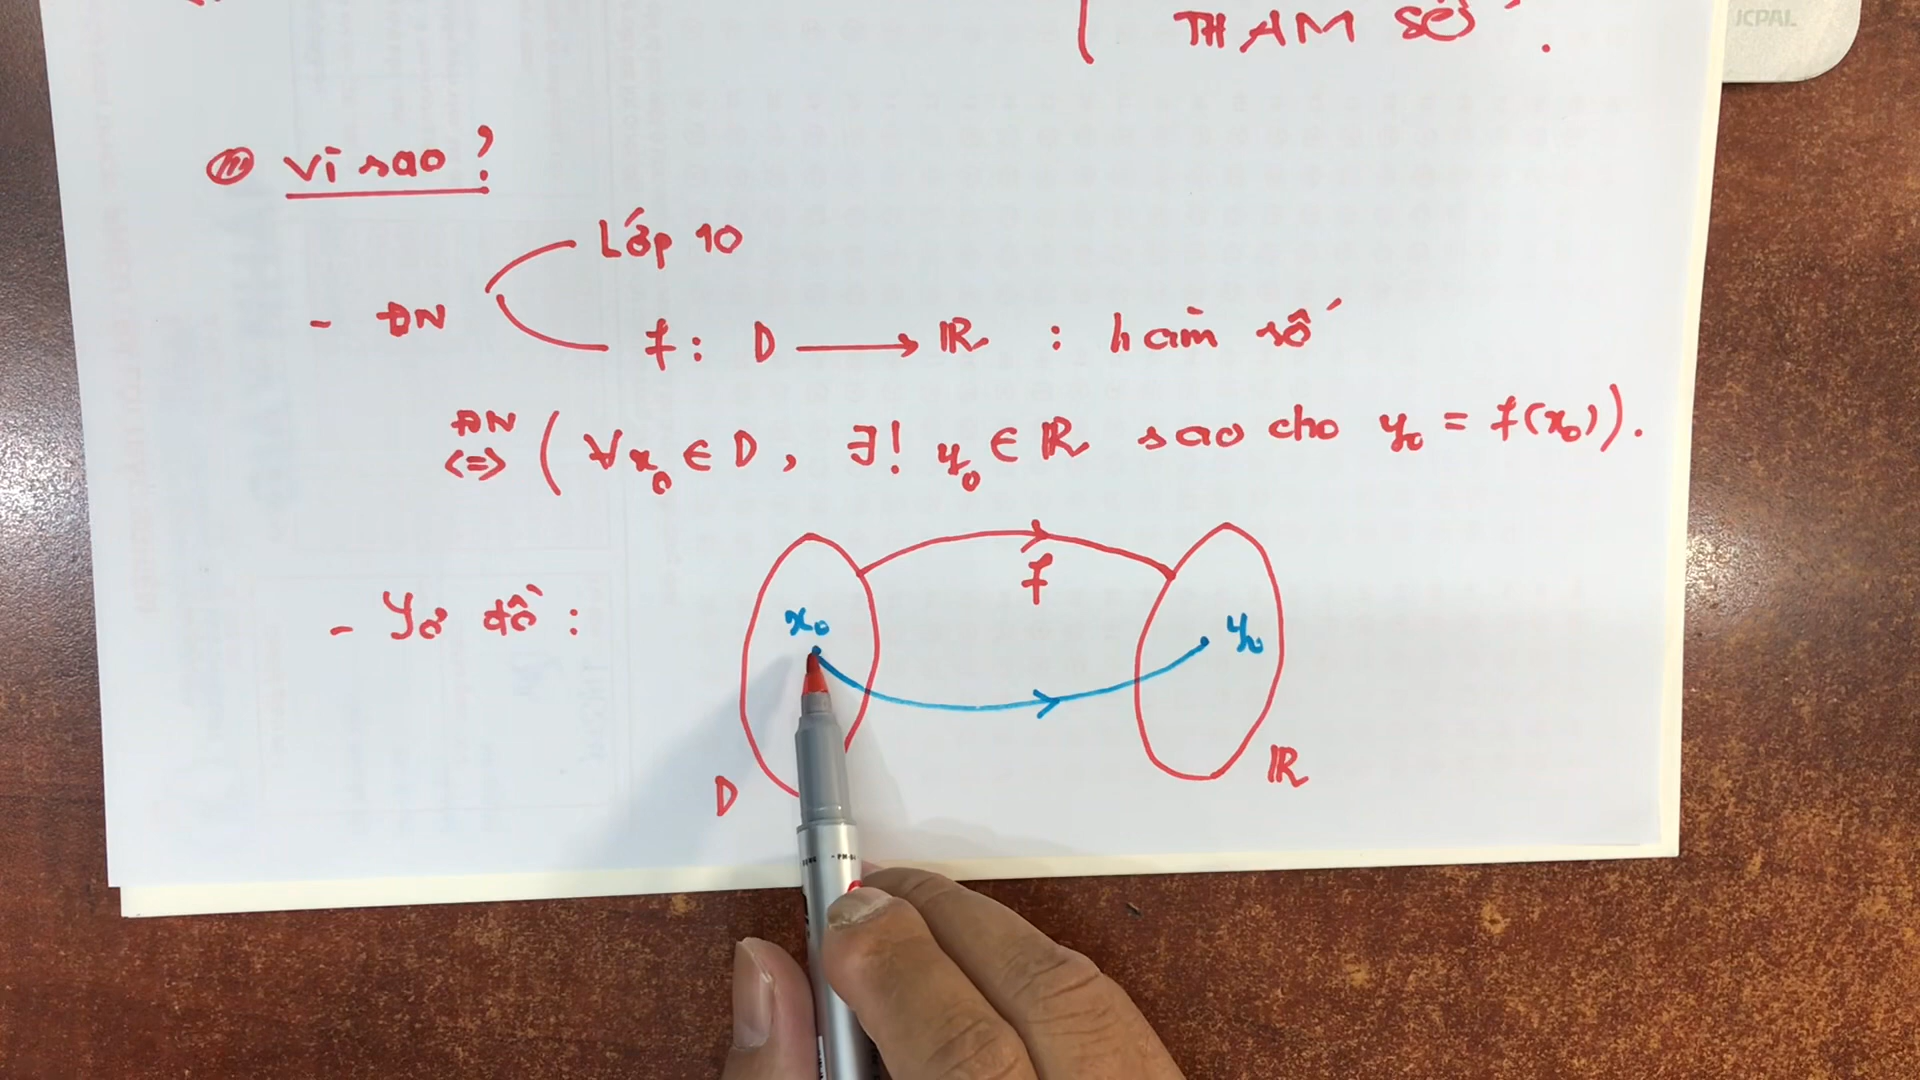 THAM SỐ
JCPAL
(III) Vì sao?
Lớp 10
- ĐN
f : D → ℝ : hàm số
ĐN
<=> ( ∀x₀ ∈ D, ∃! y₀ ∈ ℝ sao cho y₀ = f(x₀)).
f
- Sơ đồ :
x₀ y₀
D ℝ